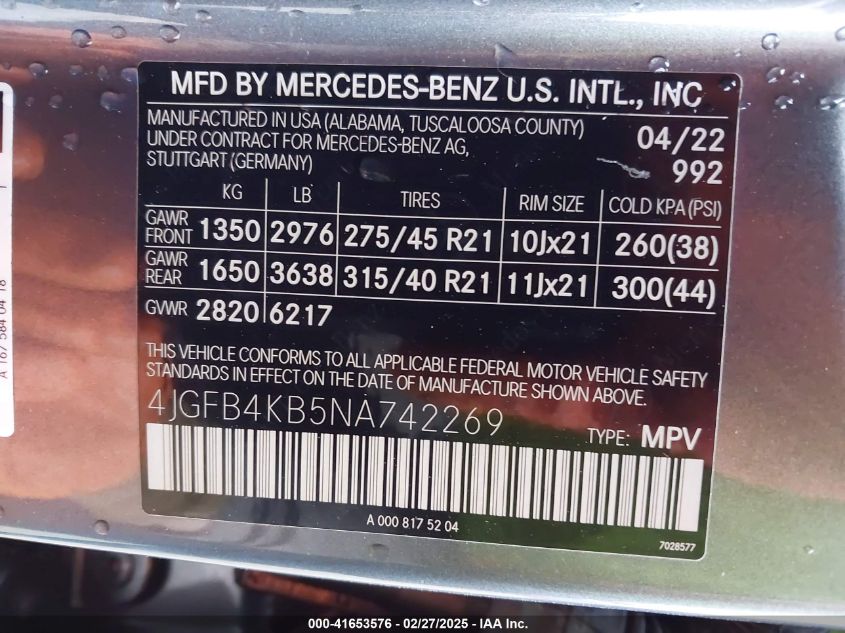 MFD BY MERCEDES-BENZ U.S. INTL., INC
MANUFACTURED IN USA (ALABAMA, TUSCALOOSA COUNTY) 04/22
UNDER CONTRACT FOR MERCEDES-BENZ AG,
STUTTGART (GERMANY) 992
KG LB TIRES RIM SIZE COLD KPA (PSI)
GAWR FRONT 1350 2976 275/45 R21 10Jx21 260(38)
GAWR REAR 1650 3638 315/40 R21 11Jx21 300(44)
GVWR 2820 6217
THIS VEHICLE CONFORMS TO ALL APPLICABLE FEDERAL MOTOR VEHICLE SAFETY
STANDARDS IN EFFECT ON THE DATE OF MANUFACTURE SHOWN ABOVE.
4JGFB4KB5NA742269
TYPE: MPV
A 000 817 52 04
7028577
A 167 584 04 18
000-41653576 - 02/27/2025 - IAA Inc.